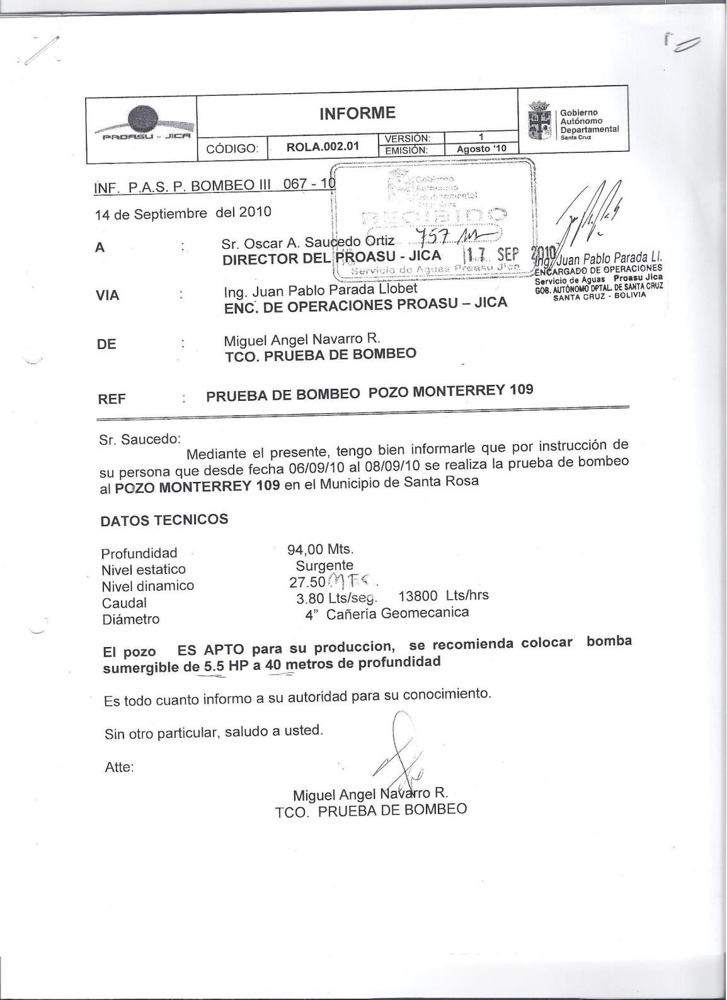 PROASU - JICA
INFORME
CÓDIGO:
ROLA.002.01
VERSIÓN:
1
EMISIÓN:
Agosto '10
Gobierno
Autónomo
Departamental
Santa Cruz
INF. P.A.S. P. BOMBEO III 067 - 10
Gobierno
Autónomo
Departamental
Santa Cruz
RECIBIDO
757
17 SEP 2010
Servicio de Aguas Proasu Jica
14 de Septiembre del 2010
A : Sr. Oscar A. Saucedo Ortiz
DIRECTOR DEL PROASU - JICA
Ing. Juan Pablo Parada Ll.
ENCARGADO DE OPERACIONES
Servicio de Aguas Proasu Jica
GOB. AUTÓNOMO DPTAL. DE SANTA CRUZ
SANTA CRUZ - BOLIVIA
VIA : Ing. Juan Pablo Parada Llobet
ENC. DE OPERACIONES PROASU – JICA
DE : Miguel Angel Navarro R.
TCO. PRUEBA DE BOMBEO
REF : PRUEBA DE BOMBEO POZO MONTERREY 109
Sr. Saucedo:
Mediante el presente, tengo bien informarle que por instrucción de
su persona que desde fecha 06/09/10 al 08/09/10 se realiza la prueba de bombeo
al POZO MONTERREY 109 en el Municipio de Santa Rosa
DATOS TECNICOS
Profundidad 94,00 Mts.
Nivel estatico Surgente
Nivel dinamico 27.50 MTS.
Caudal 3.80 Lts/seg. 13800 Lts/hrs
Diámetro 4” Cañería Geomecanica
El pozo ES APTO para su produccion, se recomienda colocar bomba
sumergible de 5.5 HP a 40 metros de profundidad
Es todo cuanto informo a su autoridad para su conocimiento.
Sin otro particular, saludo a usted.
Atte:
Miguel Angel Navarro R.
TCO. PRUEBA DE BOMBEO